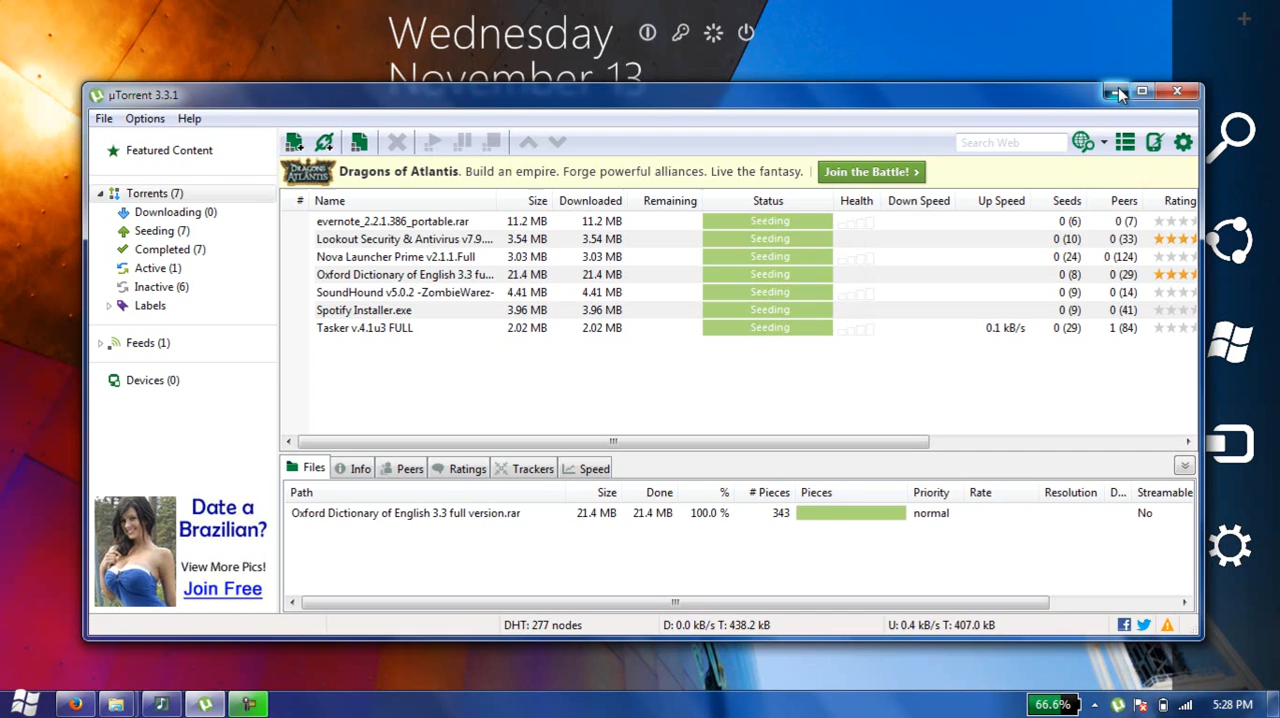 Wednesday
November 13
µTorrent 3.3.1
File Options Help
Featured Content
Search Web
DRAGONS OF ATLANTIS
Dragons of Atlantis. Build an empire. Forge powerful alliances. Live the fantasy.
Join the Battle! >
Torrents (7)
Downloading (0)
Seeding (7)
Completed (7)
Active (1)
Inactive (6)
Labels
Feeds (1)
Devices (0)
# Name Size Downloaded Remaining Status Health Down Speed Up Speed Seeds Peers Rating
evernote_2.2.1.386_portable.rar 11.2 MB 11.2 MB Seeding 0 (6) 0 (7)
Lookout Security & Antivirus v7.9.... 3.54 MB 3.54 MB Seeding 0 (10) 0 (33)
Nova Launcher Prime v2.1.1.Full 3.03 MB 3.03 MB Seeding 0 (24) 0 (124)
Oxford Dictionary of English 3.3 fu... 21.4 MB 21.4 MB Seeding 0 (8) 0 (29)
SoundHound v5.0.2 -ZombieWarez- 4.41 MB 4.41 MB Seeding 0 (9) 0 (14)
Spotify Installer.exe 3.96 MB 3.96 MB Seeding 0 (9) 0 (41)
Tasker v.4.1u3 FULL 2.02 MB 2.02 MB Seeding 0.1 kB/s 0 (29) 1 (84)
Files Info Peers Ratings Trackers Speed
Path Size Done % # Pieces Pieces Priority Rate Resolution D... Streamable
Oxford Dictionary of English 3.3 full version.rar 21.4 MB 21.4 MB 100.0 % 343 normal No
Date a
Brazilian?
View More Pics!
Join Free
DHT: 277 nodes D: 0.0 kB/s T: 438.2 kB U: 0.4 kB/s T: 407.0 kB
66.6% 5:28 PM